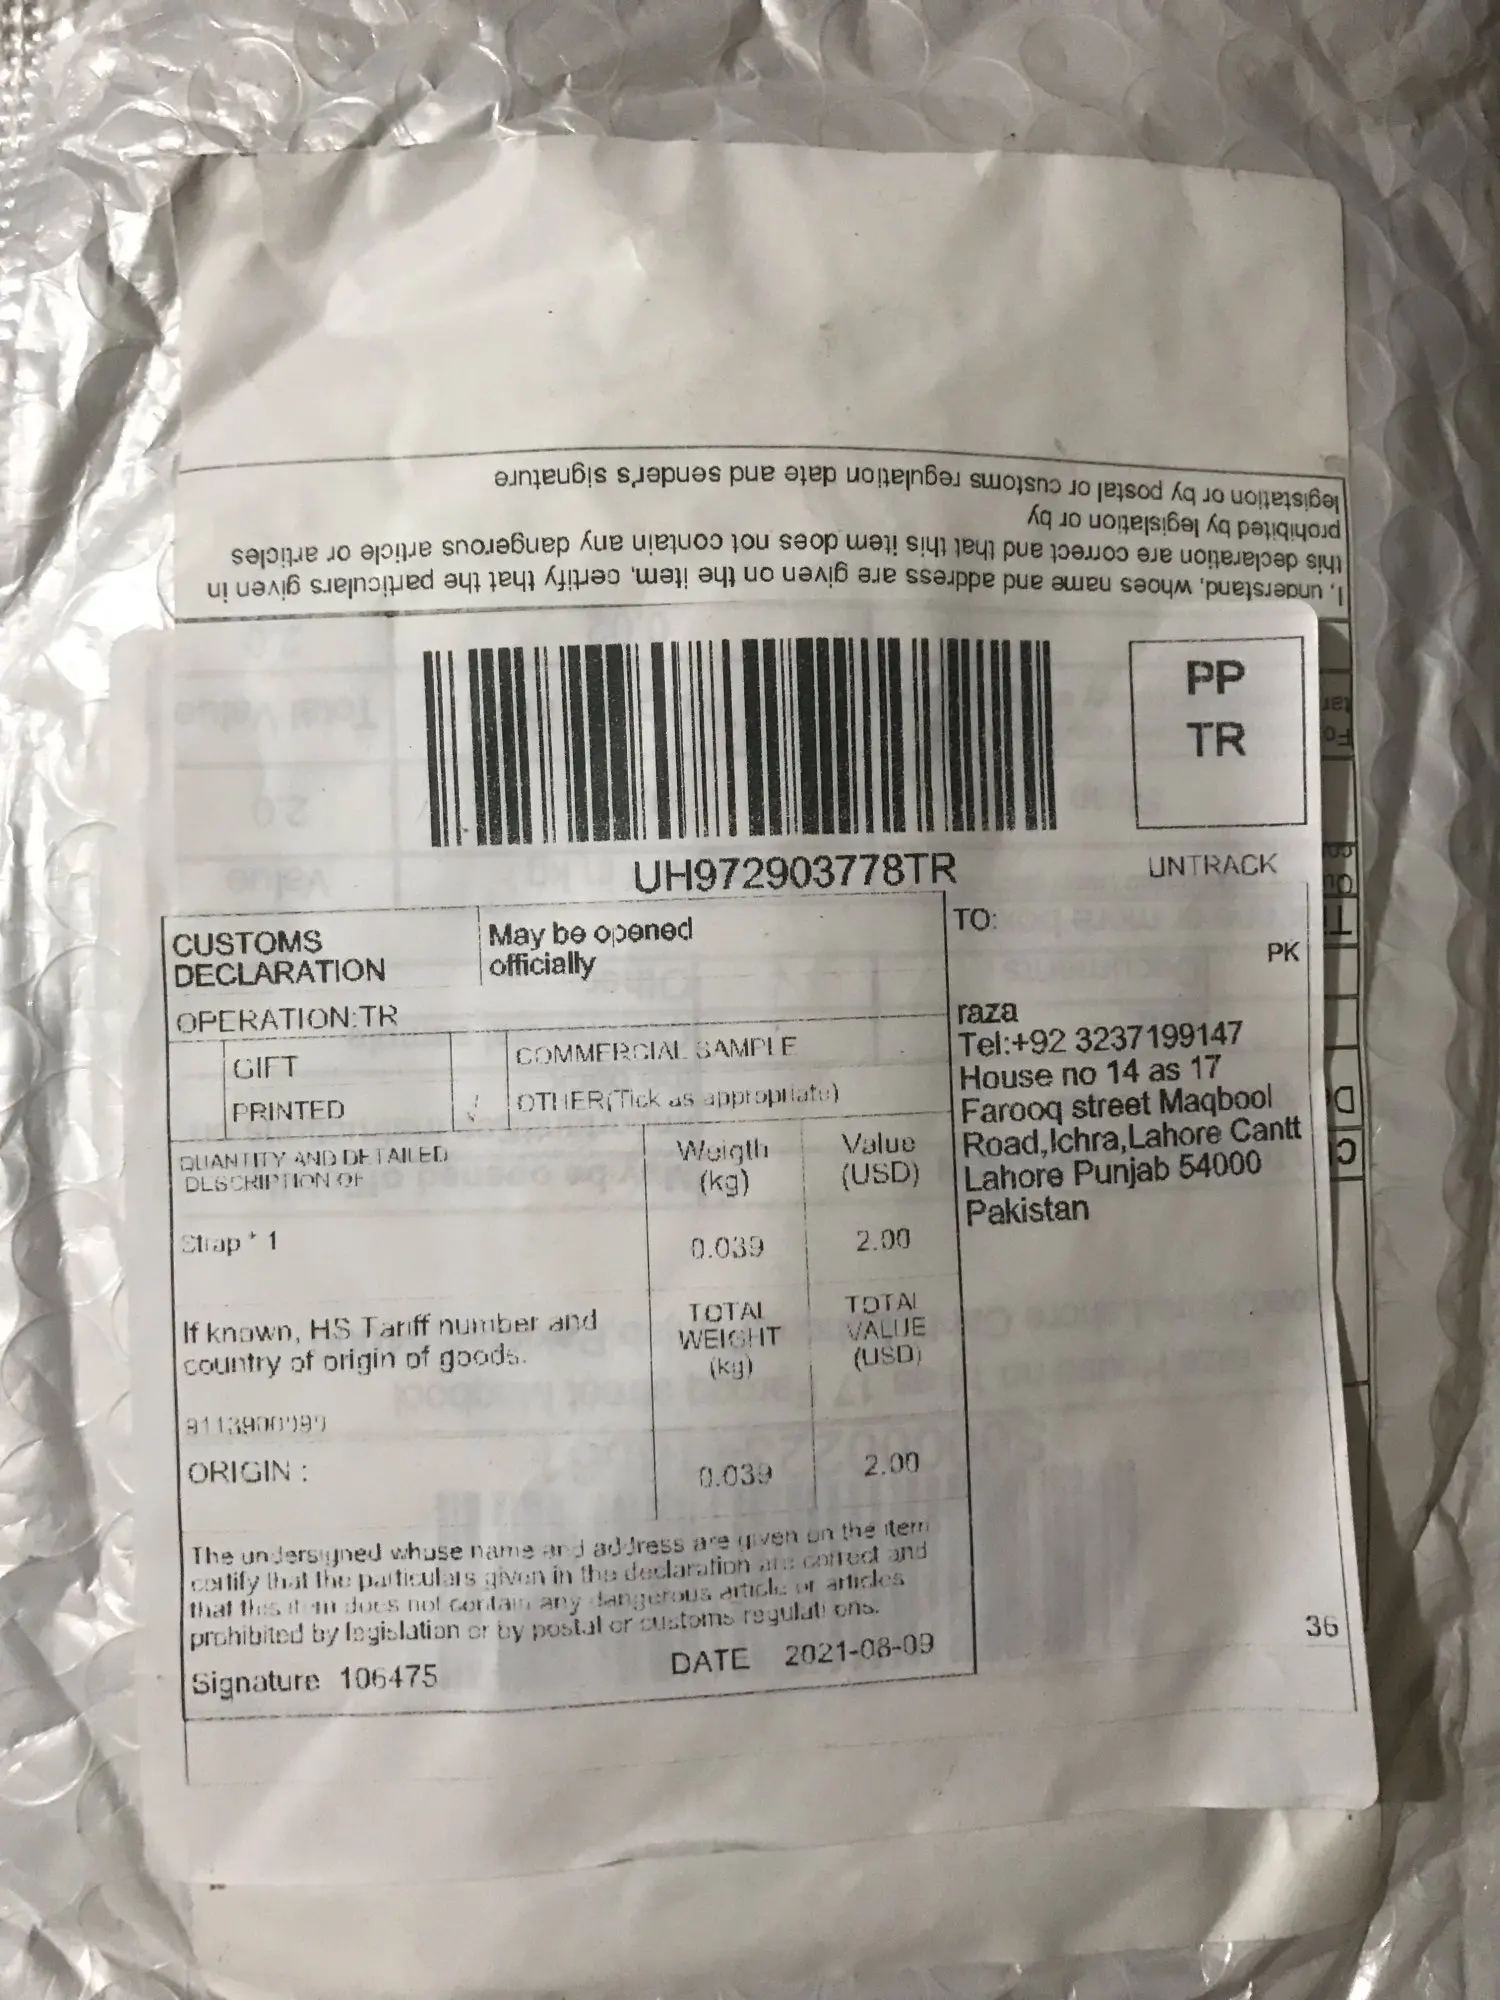 I, understand, whoes name and address are given on the item, certify that the particulars given in
this declaration are correct and that this item does not contain any dangerous article or articles
prohibited by legislation or by
legistation or by postal or customs regulation date and sender's signature
PP
TR
UH972903778TR
UNTRACK
CUSTOMS
DECLARATION
May be opened
officially
OPERATION:TR
GIFT
COMMERCIAL SAMPLE
PRINTED
√
OTHER(Tick as appropriate)
QUANTITY AND DETAILED
DESCRIPTION OF
Weigth
(kg)
Value
(USD)
Strap * 1
0.039
2.00
If known, HS Tariff number and
country of origin of goods.
TOTAL
WEIGHT
(kg)
TOTAL
VALUE
(USD)
ORIGIN :
0.039
2.00
The undersigned whose name and address are given on the item
certify that the particulars given in the declaration are correct and
that this item does not contain any dangerous article or articles
prohibited by legislation or by postal or customs regulati ons.
Signature 106475
DATE 2021-08-09
TO:
PK
raza
Tel:+92 3237199147
House no 14 as 17
Farooq street Maqbool
Road,Ichra,Lahore Cantt
Lahore Punjab 54000
Pakistan
36